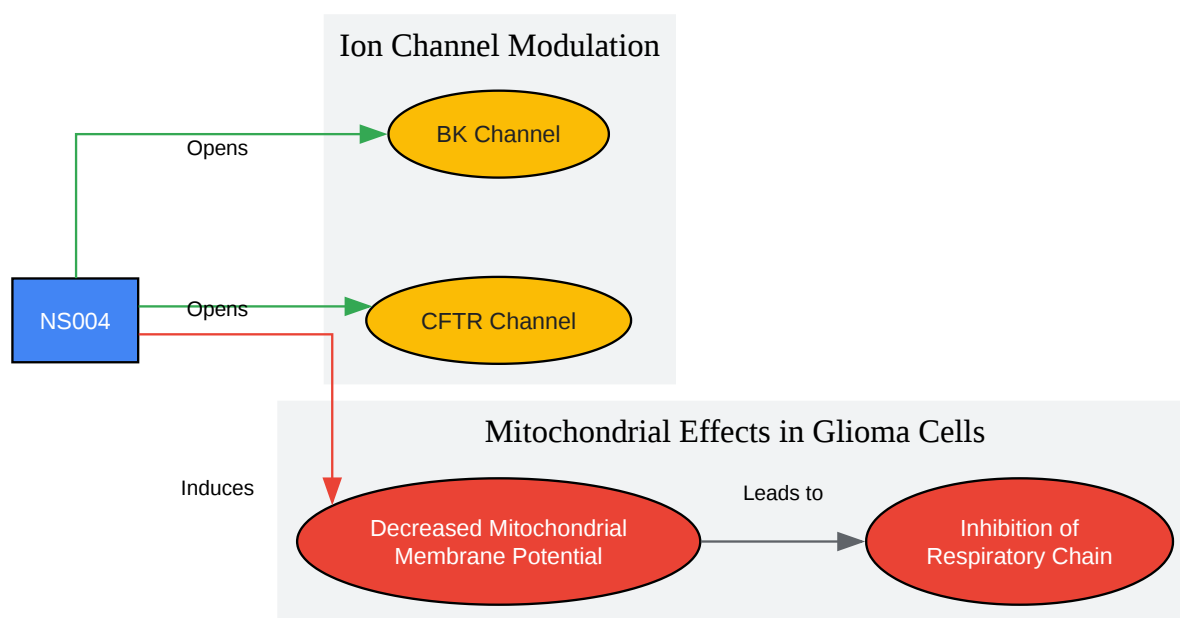 Ion Channel Modulation
BK Channel
Opens
NS004
Opens
CFTR Channel
Mitochondrial Effects in Glioma Cells
Induces
Decreased Mitochondrial
Membrane Potential
Leads to
Inhibition of
Respiratory Chain